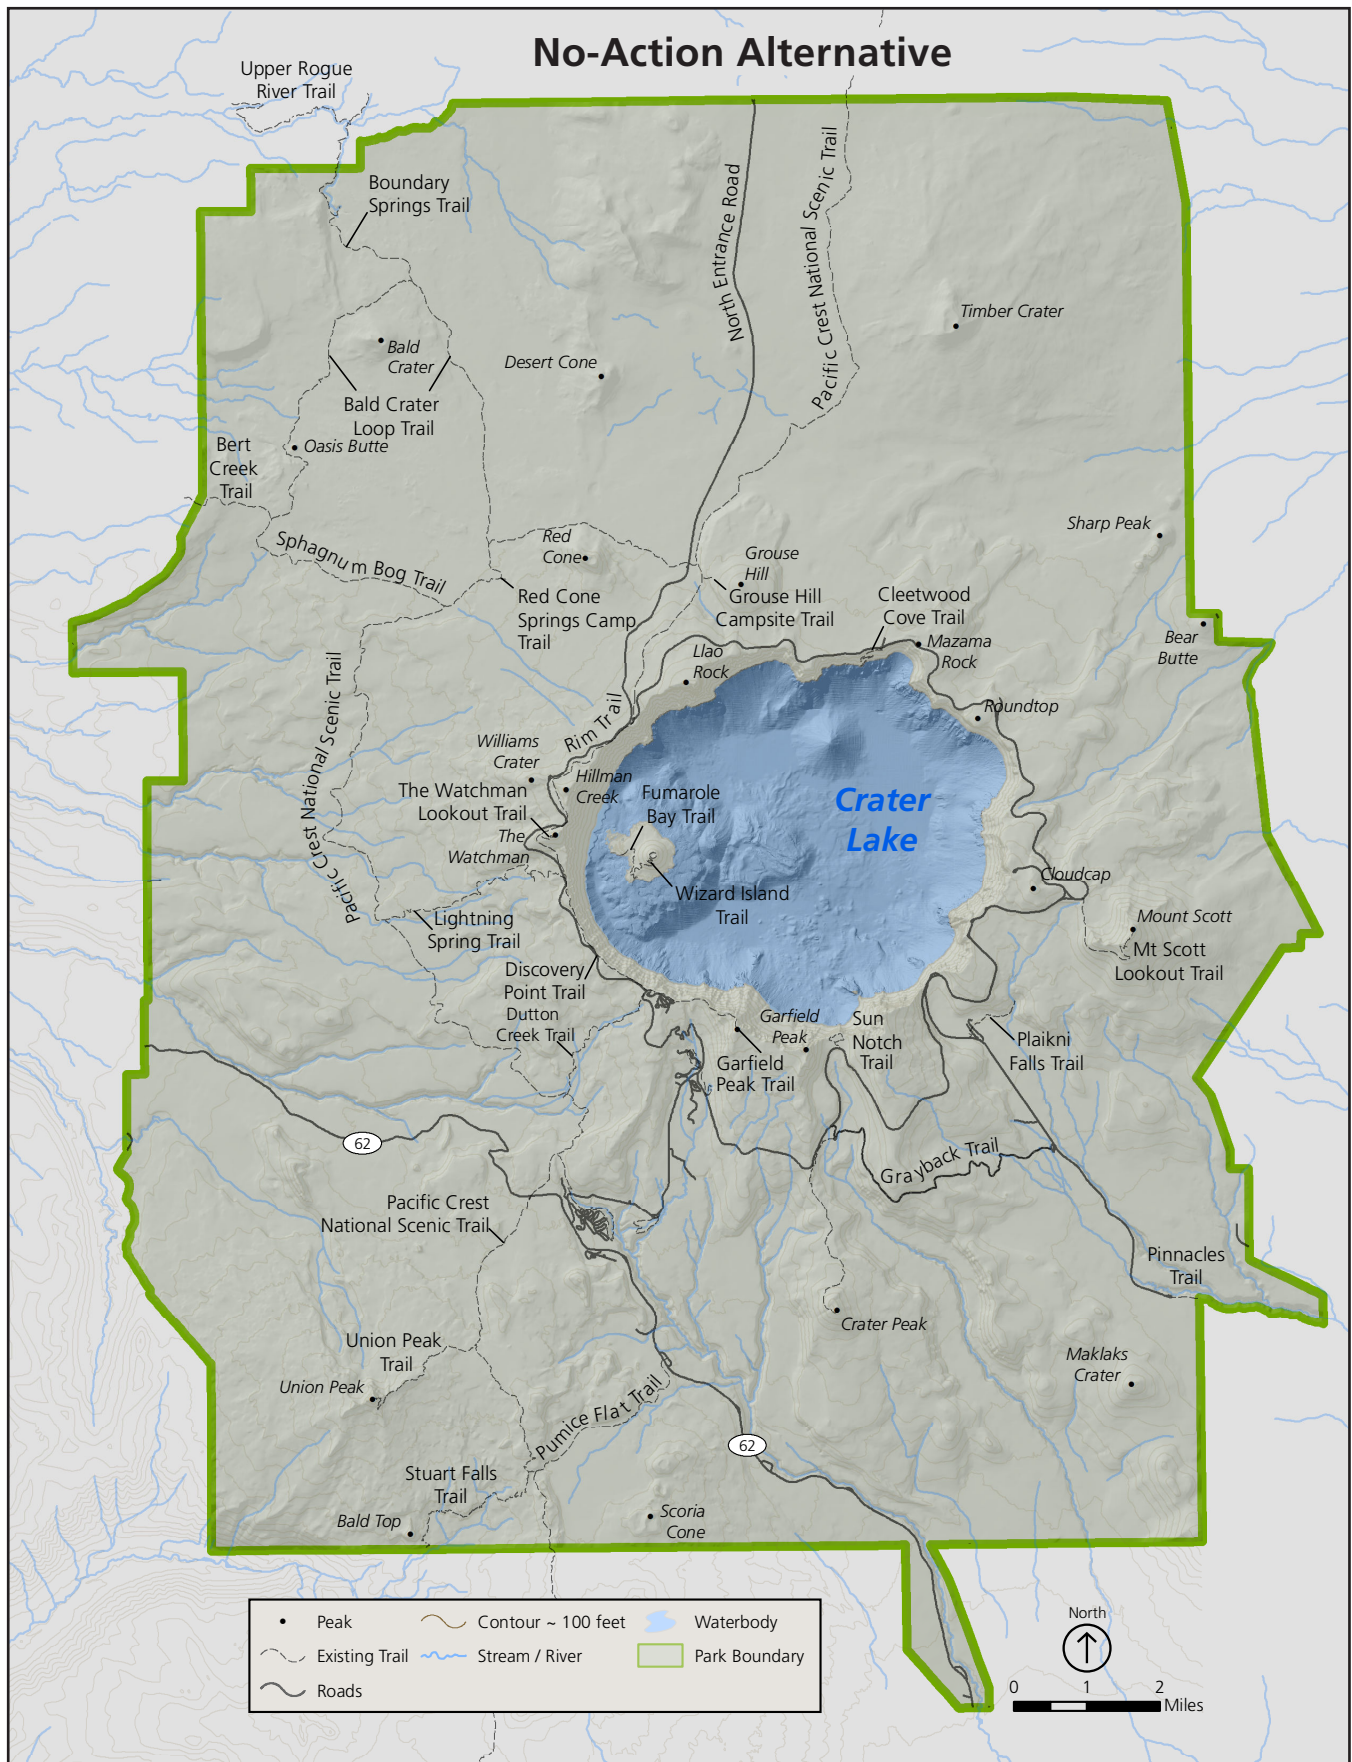 No-Action Alternative
Upper Rogue
River Trail
Boundary
Springs Trail
North Entrance Road
Pacific Crest National Scenic Trail
Timber Crater
Bald
Crater
Desert Cone
Bald Crater
Loop Trail
Bert
Creek
Trail
Oasis Butte
Sharp Peak
Sphagnum Bog Trail
Red
Cone
Grouse
Hill
Red Cone
Springs Camp
Trail
Grouse Hill
Campsite Trail
Cleetwood
Cove Trail
Mazama
Rock
Bear
Butte
Llao
Rock
Pacific Crest National Scenic Trail
Rim Trail
Roundtop
Williams
Crater
Hillman
Creek
The Watchman
Lookout Trail
Fumarole
Bay Trail
Crater
Lake
The
Watchman
Cloudcap
Wizard Island
Trail
Lightning
Spring Trail
Mount Scott
Mt Scott
Lookout Trail
Discovery
Point Trail
Dutton
Creek Trail
Garfield
Peak
Sun
Notch
Trail
Plaikni
Falls Trail
Garfield
Peak Trail
62
Grayback Trail
Pacific Crest
National Scenic Trail
Pinnacles
Trail
Crater Peak
Union Peak
Trail
Union Peak
Maklaks
Crater
Pumice Flat Trail
62
Stuart Falls
Trail
Bald Top
Scoria
Cone
Peak
Contour ~ 100 feet
Waterbody
Existing Trail
Stream / River
Park Boundary
Roads
North
0 1 2
Miles